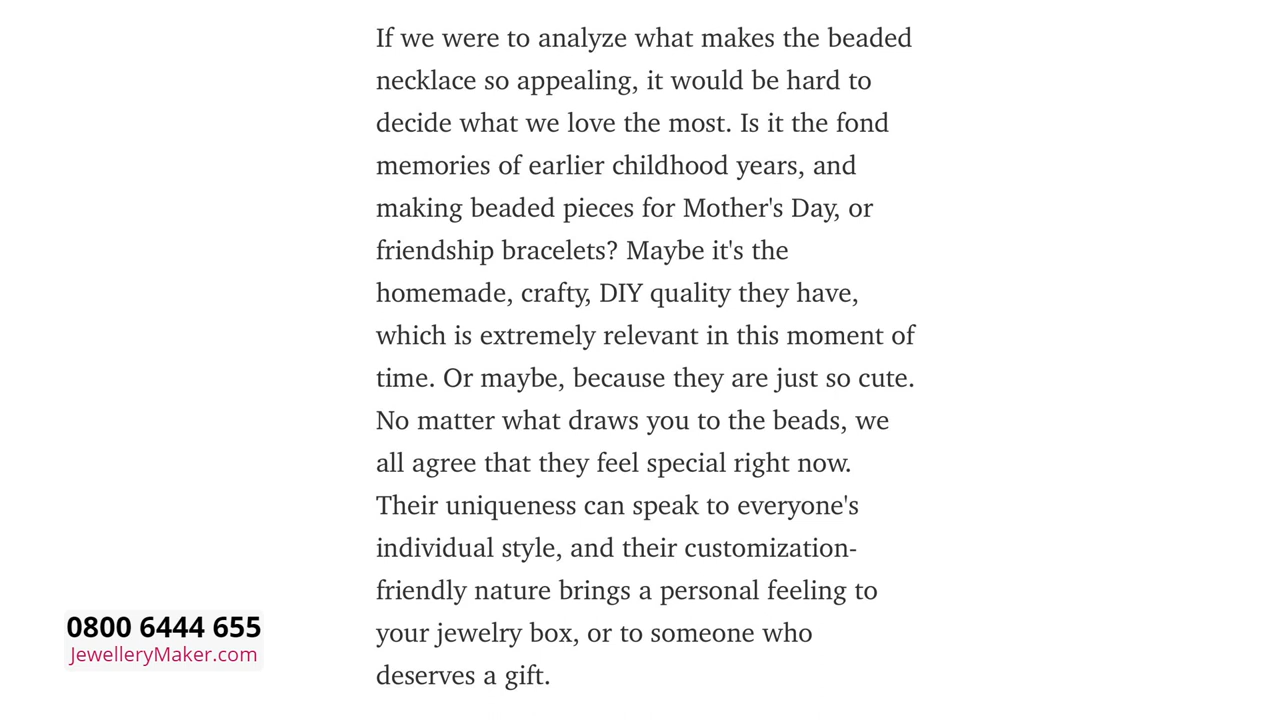 If we were to analyze what makes the beaded
necklace so appealing, it would be hard to
decide what we love the most. Is it the fond
memories of earlier childhood years, and
making beaded pieces for Mother's Day, or
friendship bracelets? Maybe it's the
homemade, crafty, DIY quality they have,
which is extremely relevant in this moment of
time. Or maybe, because they are just so cute.
No matter what draws you to the beads, we
all agree that they feel special right now.
Their uniqueness can speak to everyone's
individual style, and their customization-
friendly nature brings a personal feeling to
your jewelry box, or to someone who
deserves a gift.
0800 6444 655
JewelleryMaker.com